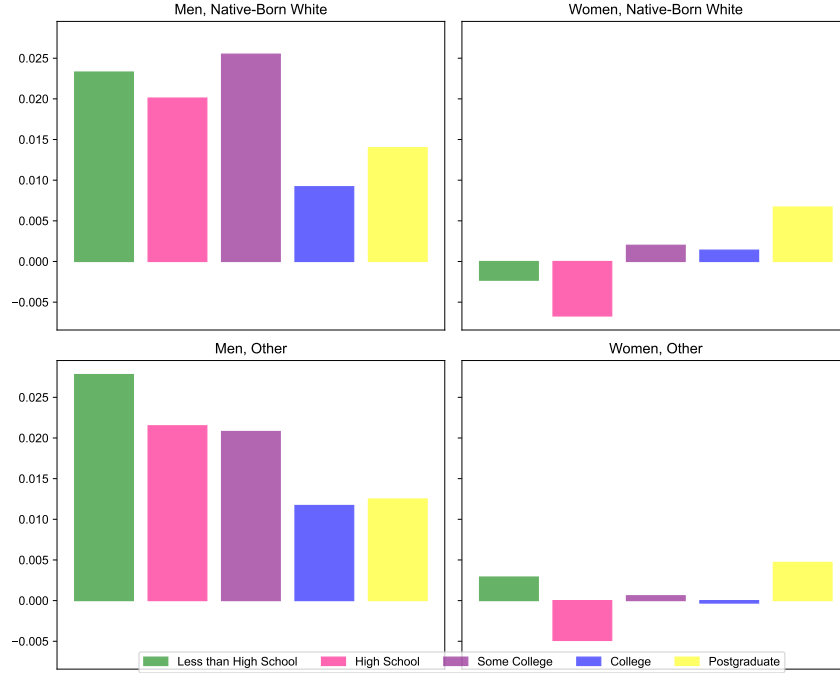 Men, Native-Born White
Women, Native-Born White
0.025
0.020
0.015
0.010
0.005
0.000
−0.005
Men, Other
Women, Other
0.025
0.020
0.015
0.010
0.005
0.000
−0.005
Less than High School
High School
Some College
College
Postgraduate